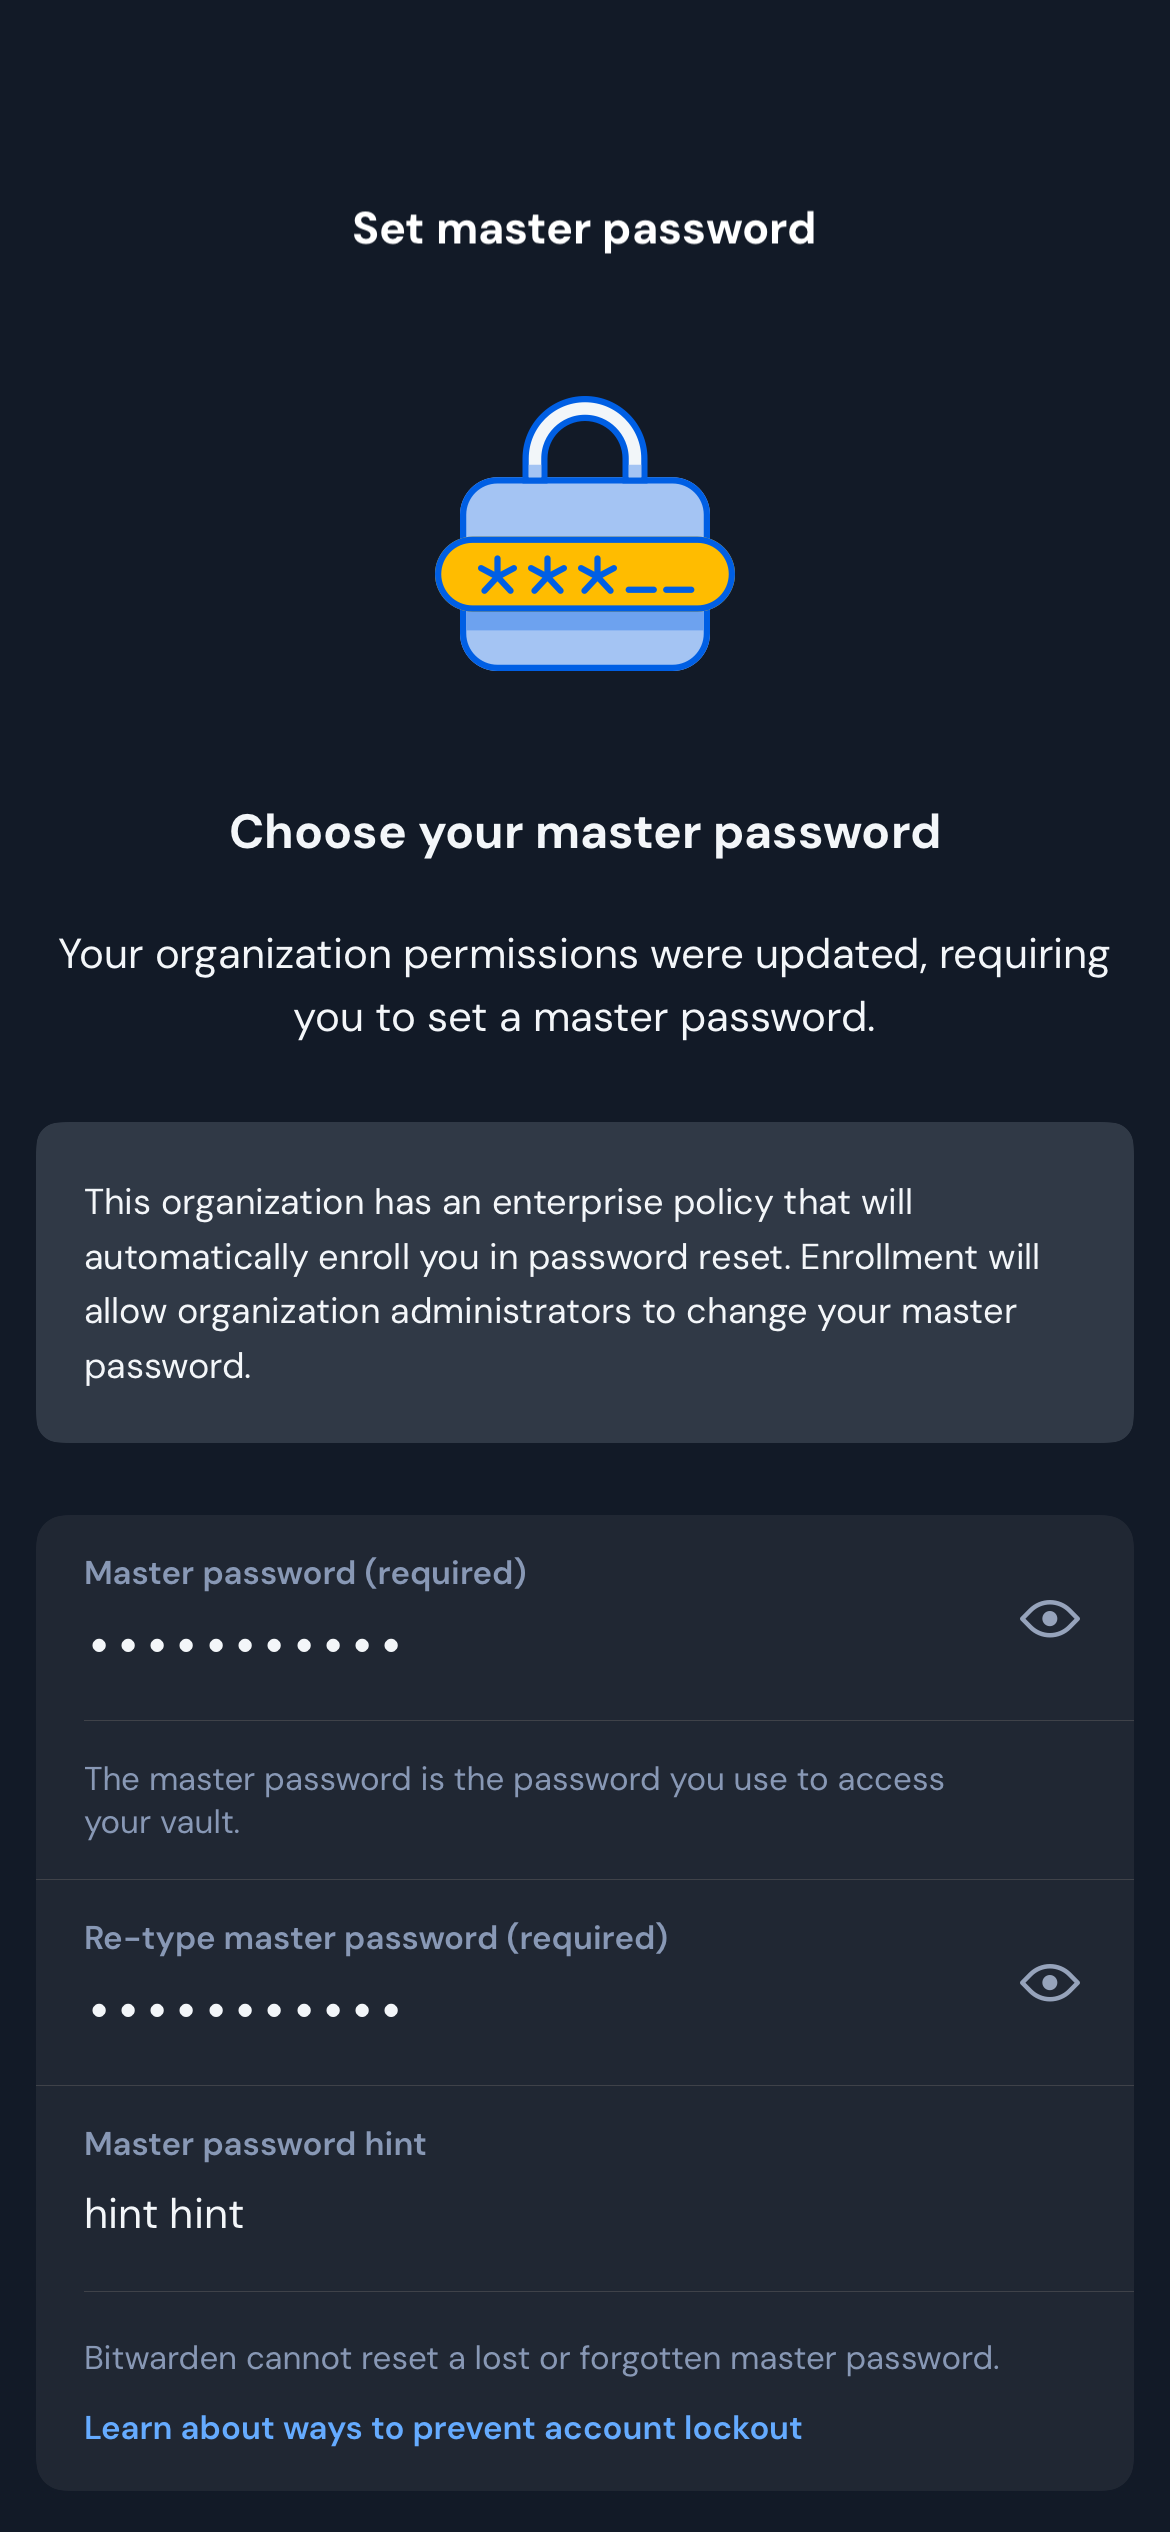 Set master password
***__
Choose your master password
Your organization permissions were updated, requiring
you to set a master password.
This organization has an enterprise policy that will
automatically enroll you in password reset. Enrollment will
allow organization administrators to change your master
password.
Master password (required)
•••••••••••
The master password is the password you use to access
your vault.
Re-type master password (required)
•••••••••••
Master password hint
hint hint
Bitwarden cannot reset a lost or forgotten master password.
Learn about ways to prevent account lockout